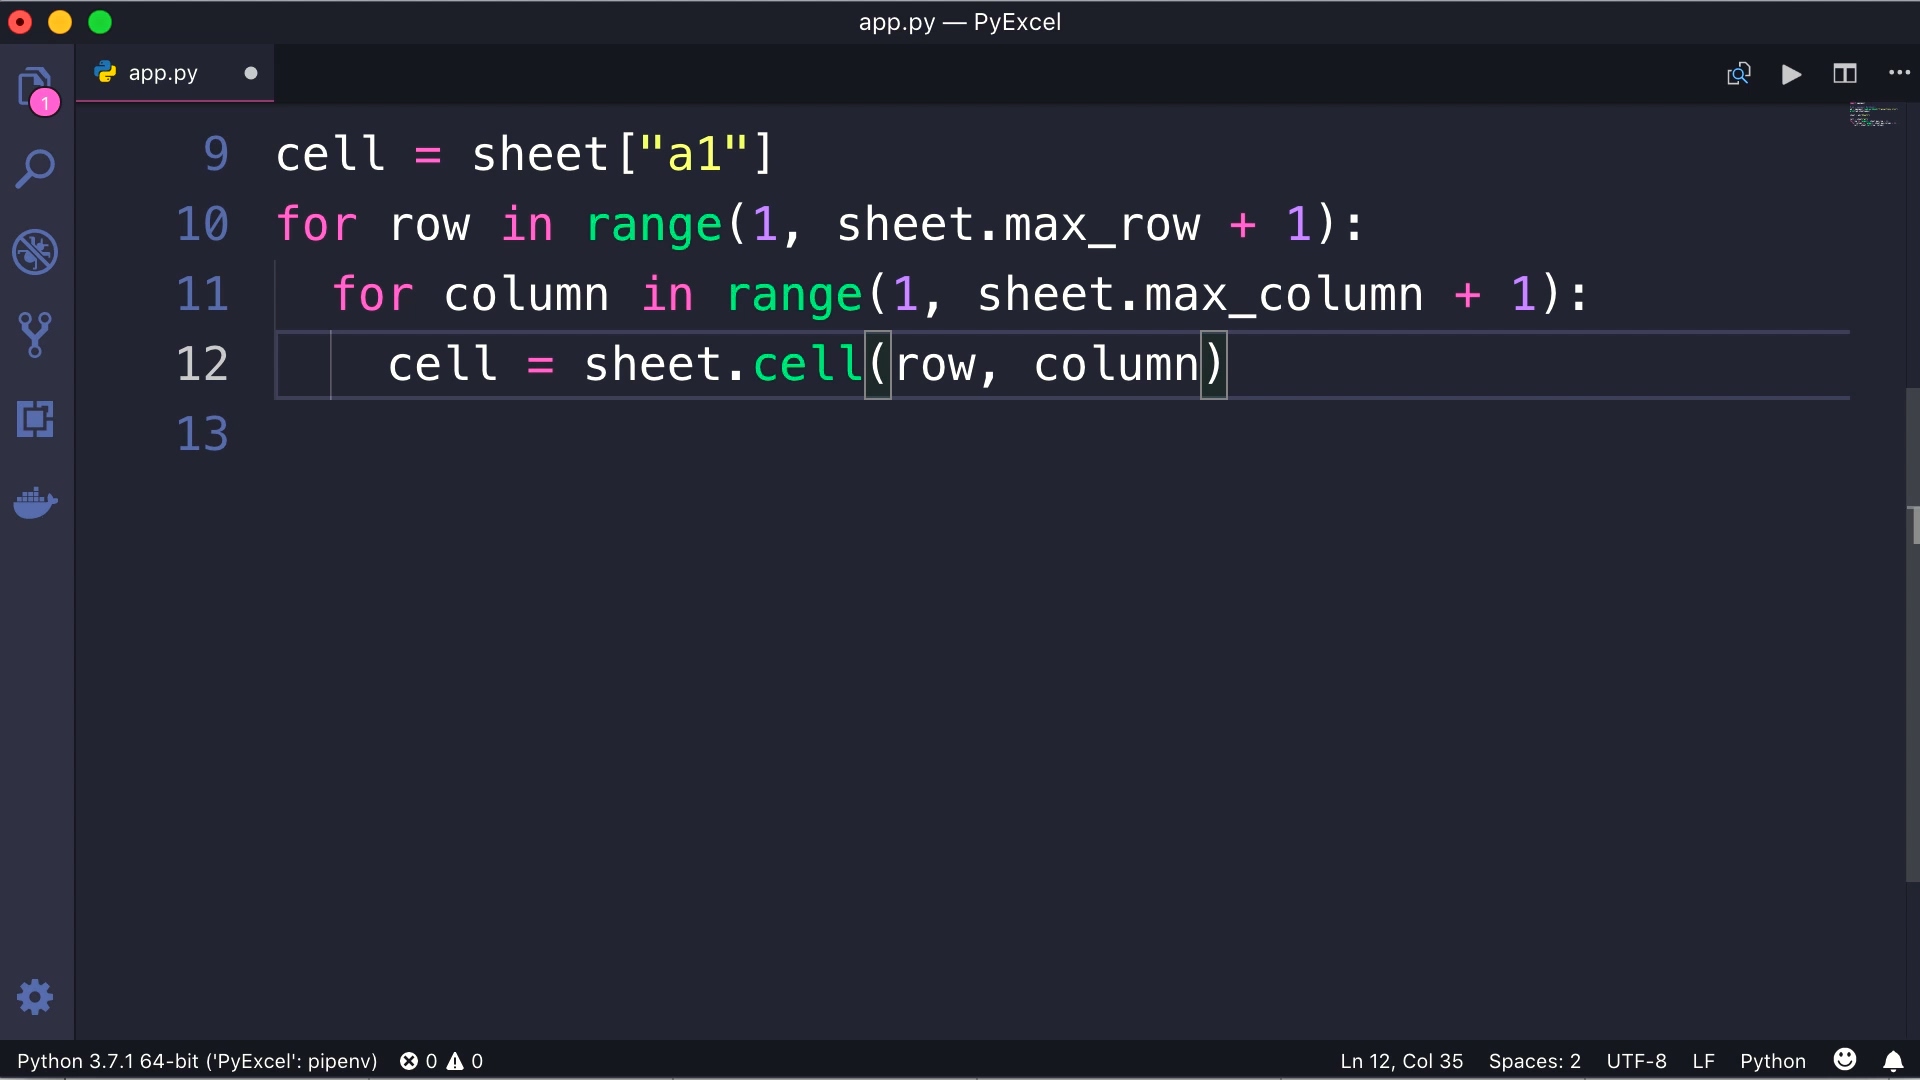 app.py — PyExcel
app.py
1
9 cell = sheet["a1"]
10 for row in range(1, sheet.max_row + 1):
11   for column in range(1, sheet.max_column + 1):
12     cell = sheet.cell(row, column)
13
Python 3.7.1 64-bit ('PyExcel': pipenv) 0 0 Ln 12, Col 35 Spaces: 2 UTF-8 LF Python